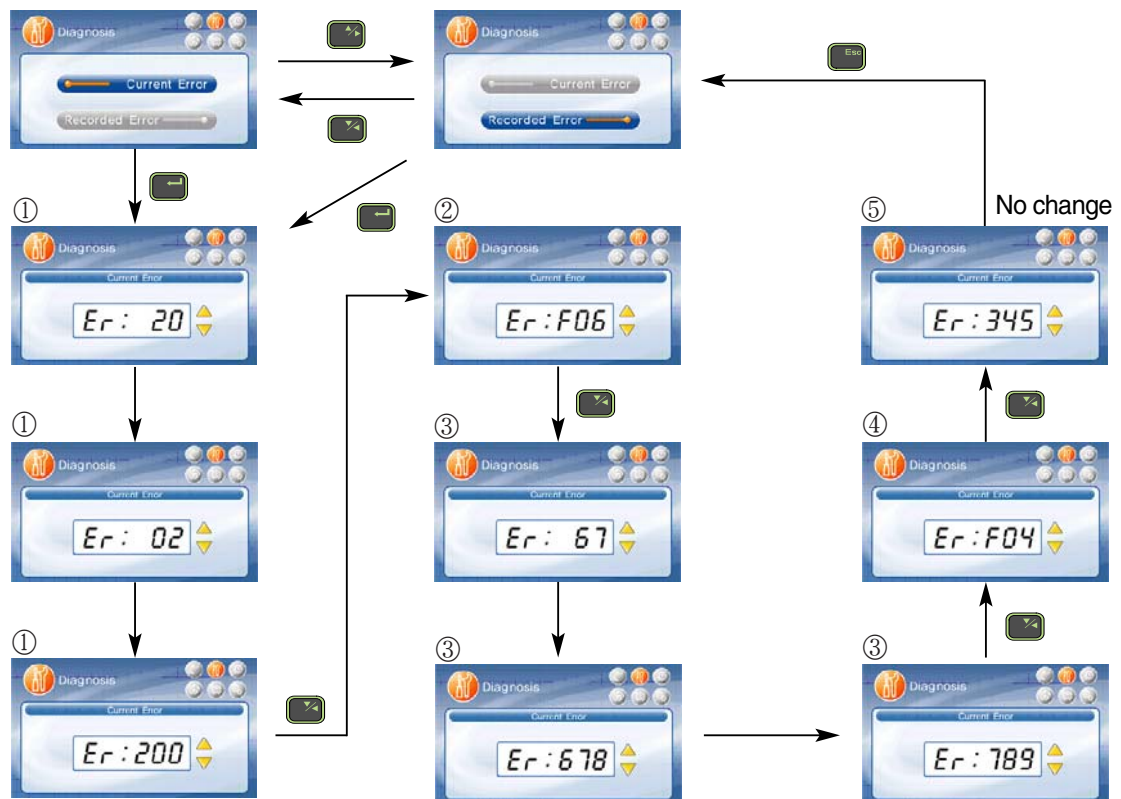 Diagnosis
Current Error
Recorded Error
Diagnosis
Current Error
Recorded Error
Esc
①
Diagnosis
Current Error
Er: 20
②
Diagnosis
Current Error
Er:F06
⑤
No change
Diagnosis
Current Error
Er:345
①
Diagnosis
Current Error
Er: 02
③
Diagnosis
Current Error
Er: 67
④
Diagnosis
Current Error
Er:F04
①
Diagnosis
Current Error
Er:200
③
Diagnosis
Current Error
Er:678
③
Diagnosis
Current Error
Er:789